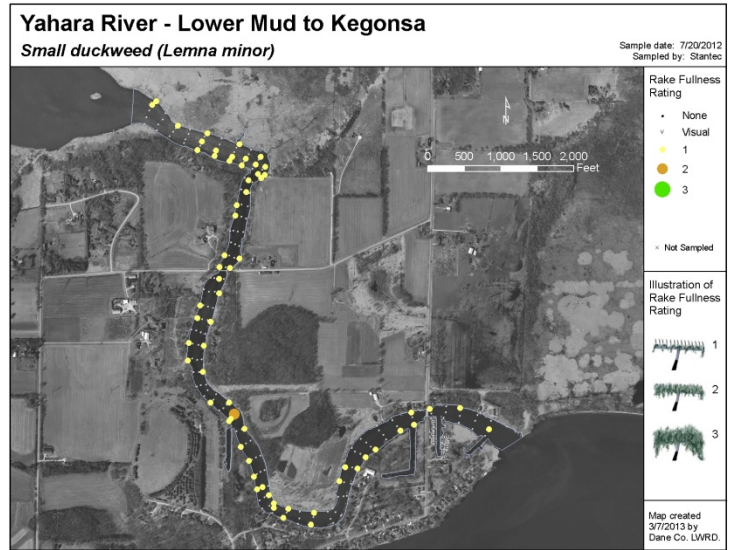 Yahara River - Lower Mud to Kegonsa
Small duckweed (Lemna minor)
Sample date: 7/20/2012
Sampled by: Stantec
Rake Fullness
Rating
None
Visual
1
2
3
× Not Sampled
N
0 500 1,000 1,500 2,000
Feet
Illustration of
Rake Fullness
Rating
1
2
3
Map created
3/7/2013 by
Dane Co. LWRD.